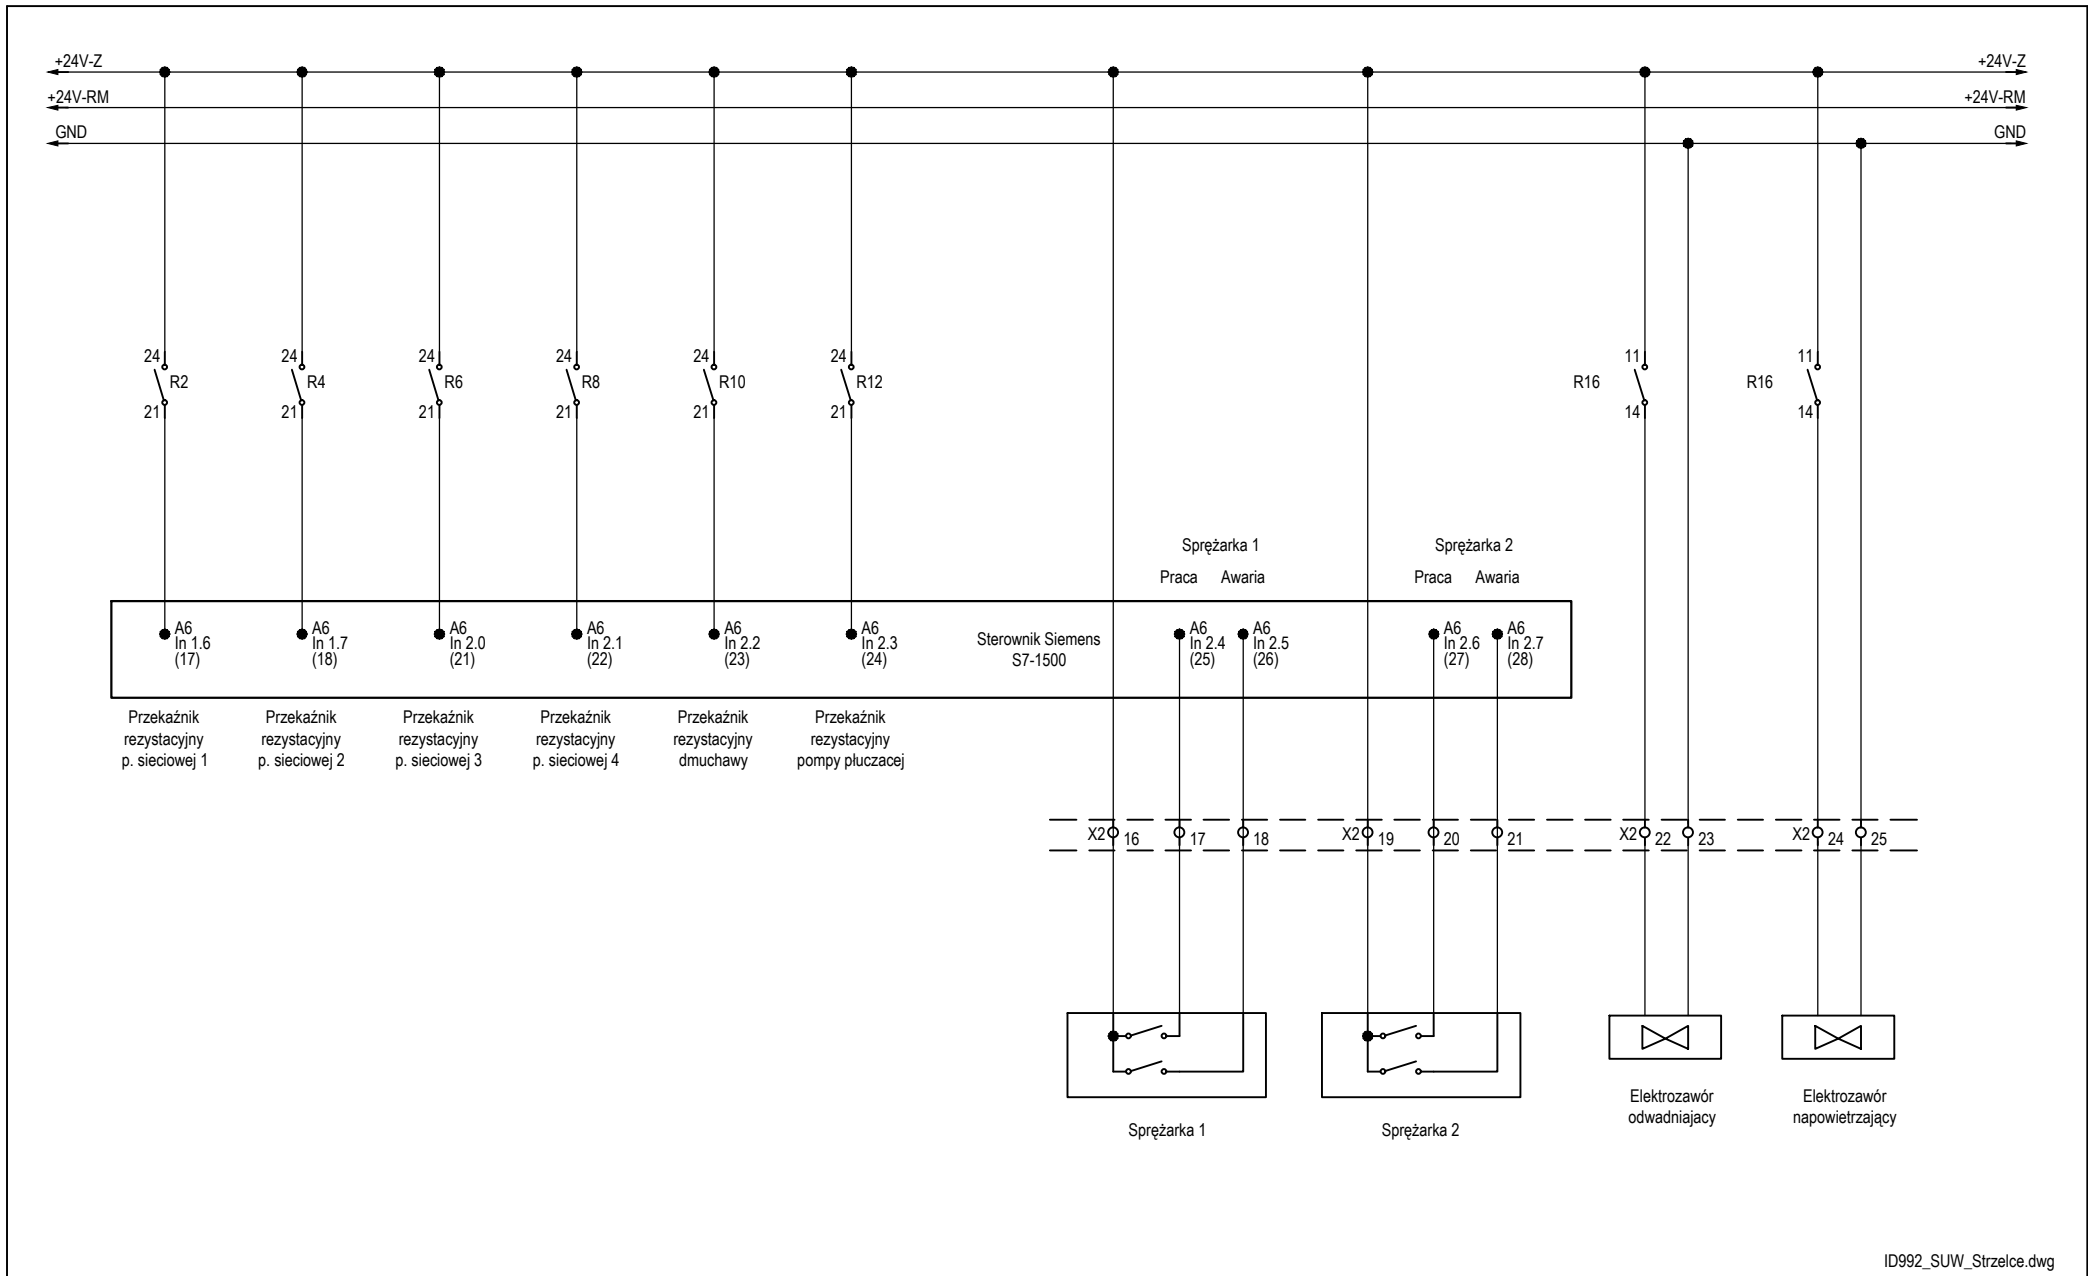 +24V-Z
+24V-Z
+24V-RM
+24V-RM
GND
GND
24
R2
21
24
R4
21
24
R6
21
24
R8
21
24
R10
21
24
R12
21
11
R16
14
11
R16
14
Sprężarka 1
Praca Awaria
Sprężarka 2
Praca Awaria
A6
In 1.6
(17)
A6
In 1.7
(18)
A6
In 2.0
(21)
A6
In 2.1
(22)
A6
In 2.2
(23)
A6
In 2.3
(24)
Sterownik Siemens
S7-1500
A6
In 2.4
(25)
A6
In 2.5
(26)
A6
In 2.6
(27)
A6
In 2.7
(28)
Przekaźnik
rezystacyjny
p. sieciowej 1
Przekaźnik
rezystacyjny
p. sieciowej 2
Przekaźnik
rezystacyjny
p. sieciowej 3
Przekaźnik
rezystacyjny
p. sieciowej 4
Przekaźnik
rezystacyjny
dmuchawy
Przekaźnik
rezystacyjny
pompy płuczacej
X2 16 17 18
X2 19 20 21
X2 22 23
X2 24 25
Sprężarka 1
Sprężarka 2
Elektrozawór
odwadniajacy
Elektrozawór
napowietrzający
ID992_SUW_Strzelce.dwg